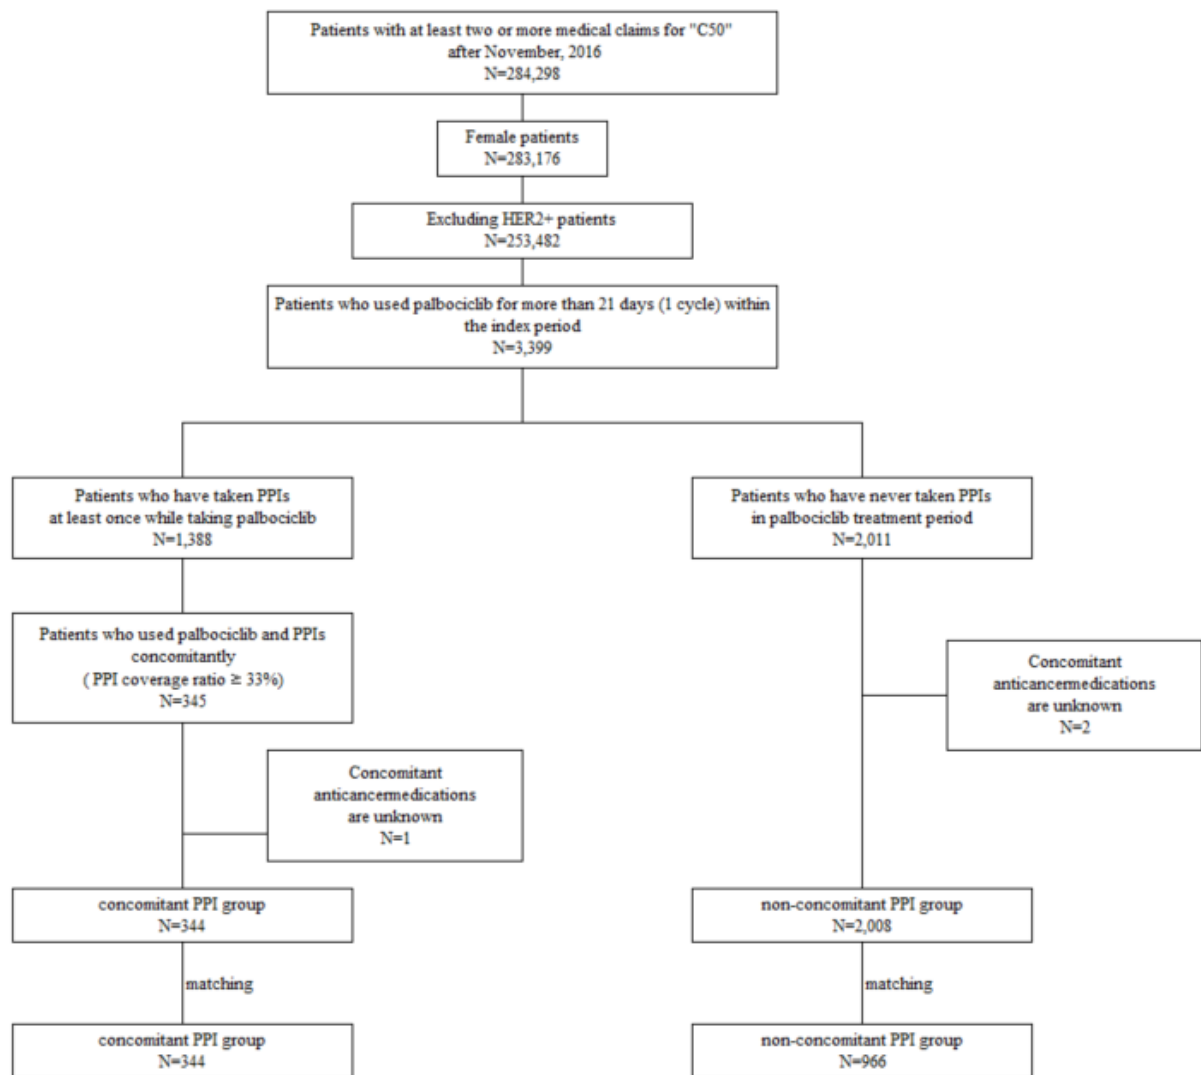 Patients with at least two or more medical claims for "C50"
after November, 2016
N=284,298
Female patients
N=283,176
Excluding HER2+ patients
N=253,482
Patients who used palbociclib for more than 21 days (1 cycle) within
the index period
N=3,399
Patients who have taken PPIs
at least once while taking palbociclib
N=1,388
Patients who have never taken PPIs
in palbociclib treatment period
N=2,011
Patients who used palbociclib and PPIs
concomitantly
( PPI coverage ratio ≥ 33%)
N=345
Concomitant
anticancermedications
are unknown
N=2
Concomitant
anticancermedications
are unknown
N=1
concomitant PPI group
N=344
non-concomitant PPI group
N=2,008
matching
matching
concomitant PPI group
N=344
non-concomitant PPI group
N=966